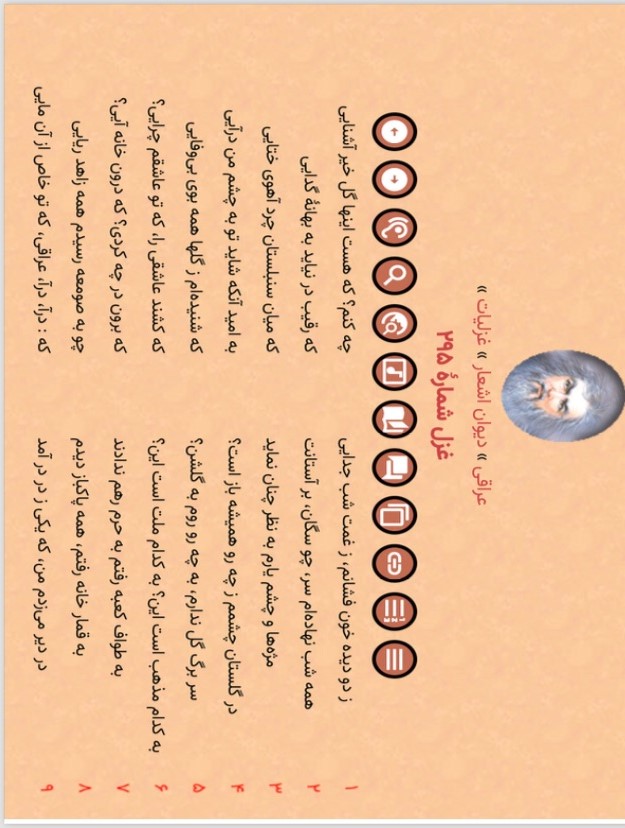 عراقی » دیوان اشعار » غزلیات »
غزل شمارهٔ ۲۹۵
۱ ز دو دیده خون فشانم، ز غمت شب جدایی چه کنم؟ که هست اینها گل خیر آشنایی
۲ همه شب نهاده‌ام سر، چو سگان، بر آستانت که رقیب در نیاید به بهانهٔ گدایی
۳ مژه‌ها و چشم یارم به نظر چنان نماید که میان سنبلستان چرد آهوی ختایی
۴ در گلستان چشمم ز چه رو همیشه باز است؟ به امید آنکه شاید تو به چشم من درآیی
۵ سر برگ گل ندارم، به چه رو روم به گلشن؟ که شنیده‌ام ز گلها همه بوی بی‌وفایی
۶ به کدام مذهب است این؟ به کدام ملت است این؟ که کشند عاشقی را، که تو عاشقم چرایی؟
۷ به طواف کعبه رفتم به حرم رهم ندادند که برون در چه کردی؟ که درون خانه آیی؟
۸ به قمار خانه رفتم، همه پاکباز دیدم چو به صومعه رسیدم همه زاهد ریایی
۹ در دیر می‌زدم من، که یکی ز در در آمد که : درآ، درآ، عراقی، که تو خاص از آن مایی